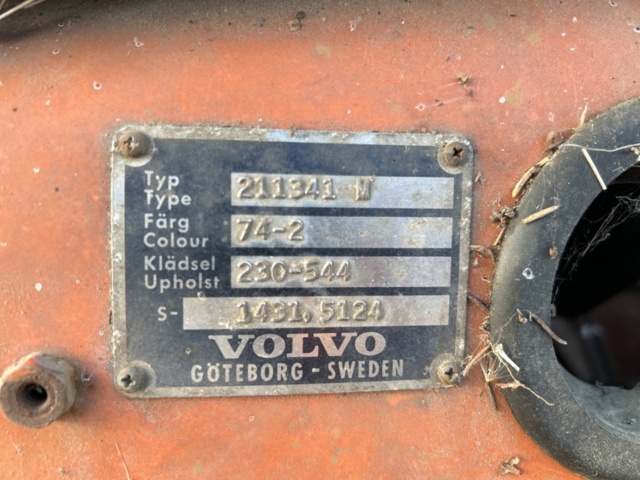 Typ
Type 211341 M
Färg
Colour 74-2
Klädsel
Upholst 230-544
S- 1431,5124
VOLVO
GÖTEBORG - SWEDEN